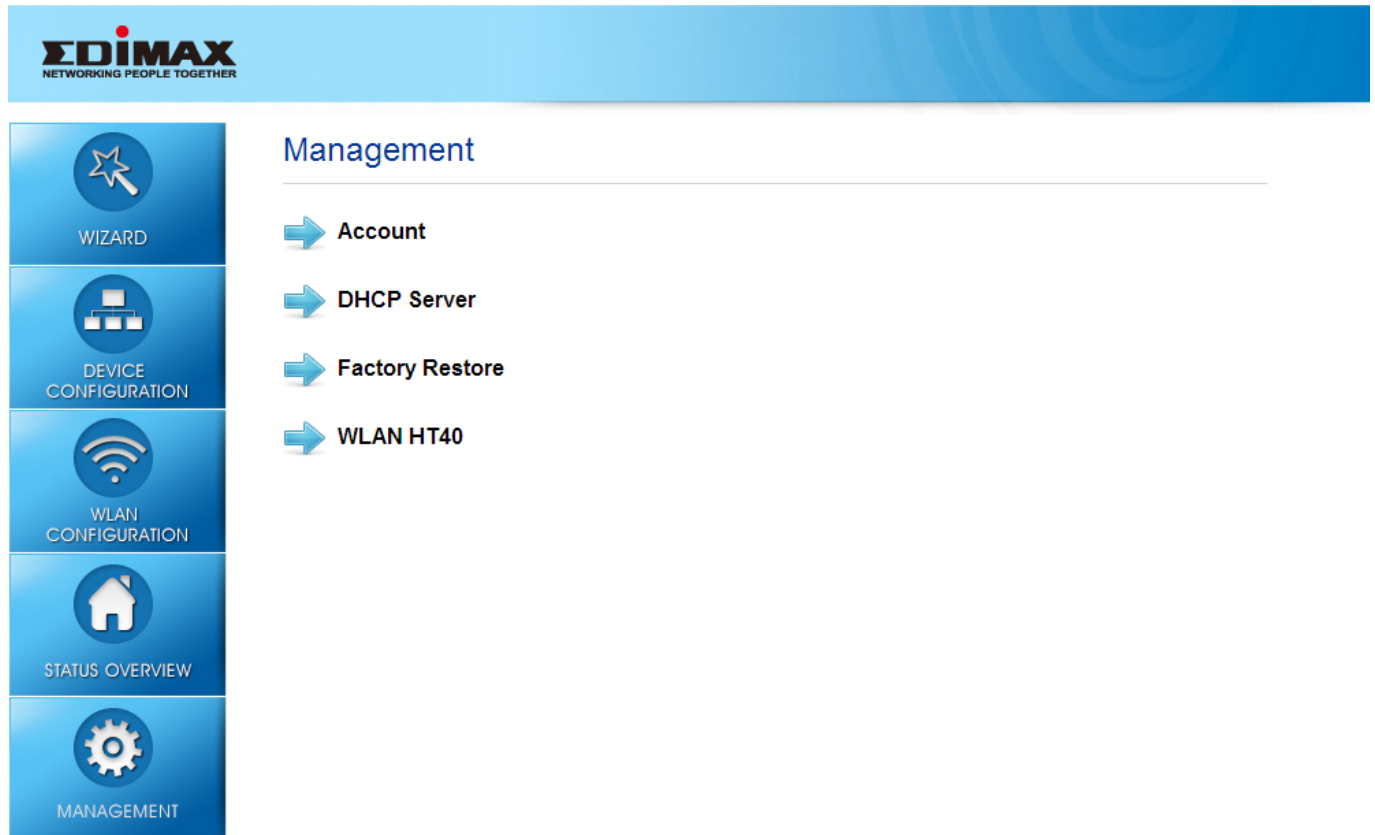 EDIMAX
NETWORKING PEOPLE TOGETHER
WIZARD
DEVICE
CONFIGURATION
WLAN
CONFIGURATION
STATUS OVERVIEW
MANAGEMENT
Management
Account
DHCP Server
Factory Restore
WLAN HT40